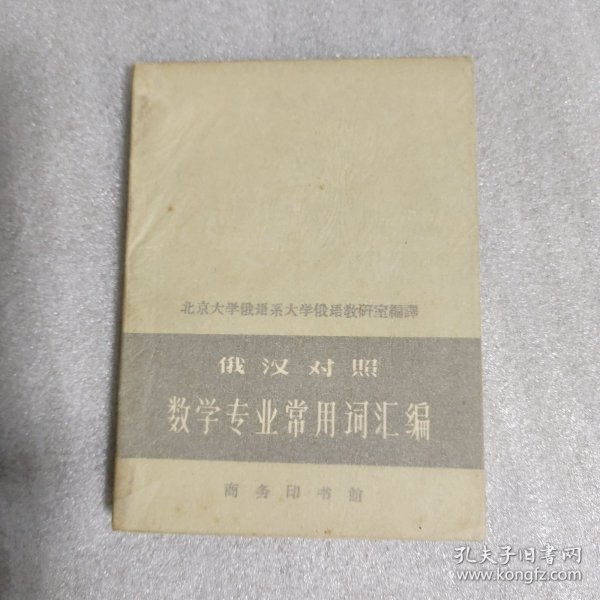 北京大学俄语系大学俄语教研室編譯
俄汉对照
数学专业常用词汇编
商务印书館
孔夫子旧书网
www.kongfz.com